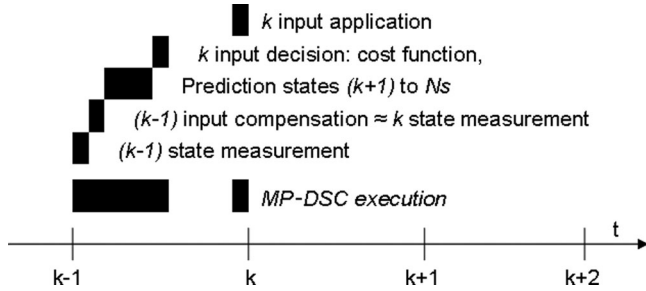 k input application
k input decision: cost function,
Prediction states (k+1) to Ns
(k-1) input compensation ≈ k state measurement
(k-1) state measurement
MP-DSC execution
t
k-1 k k+1 k+2